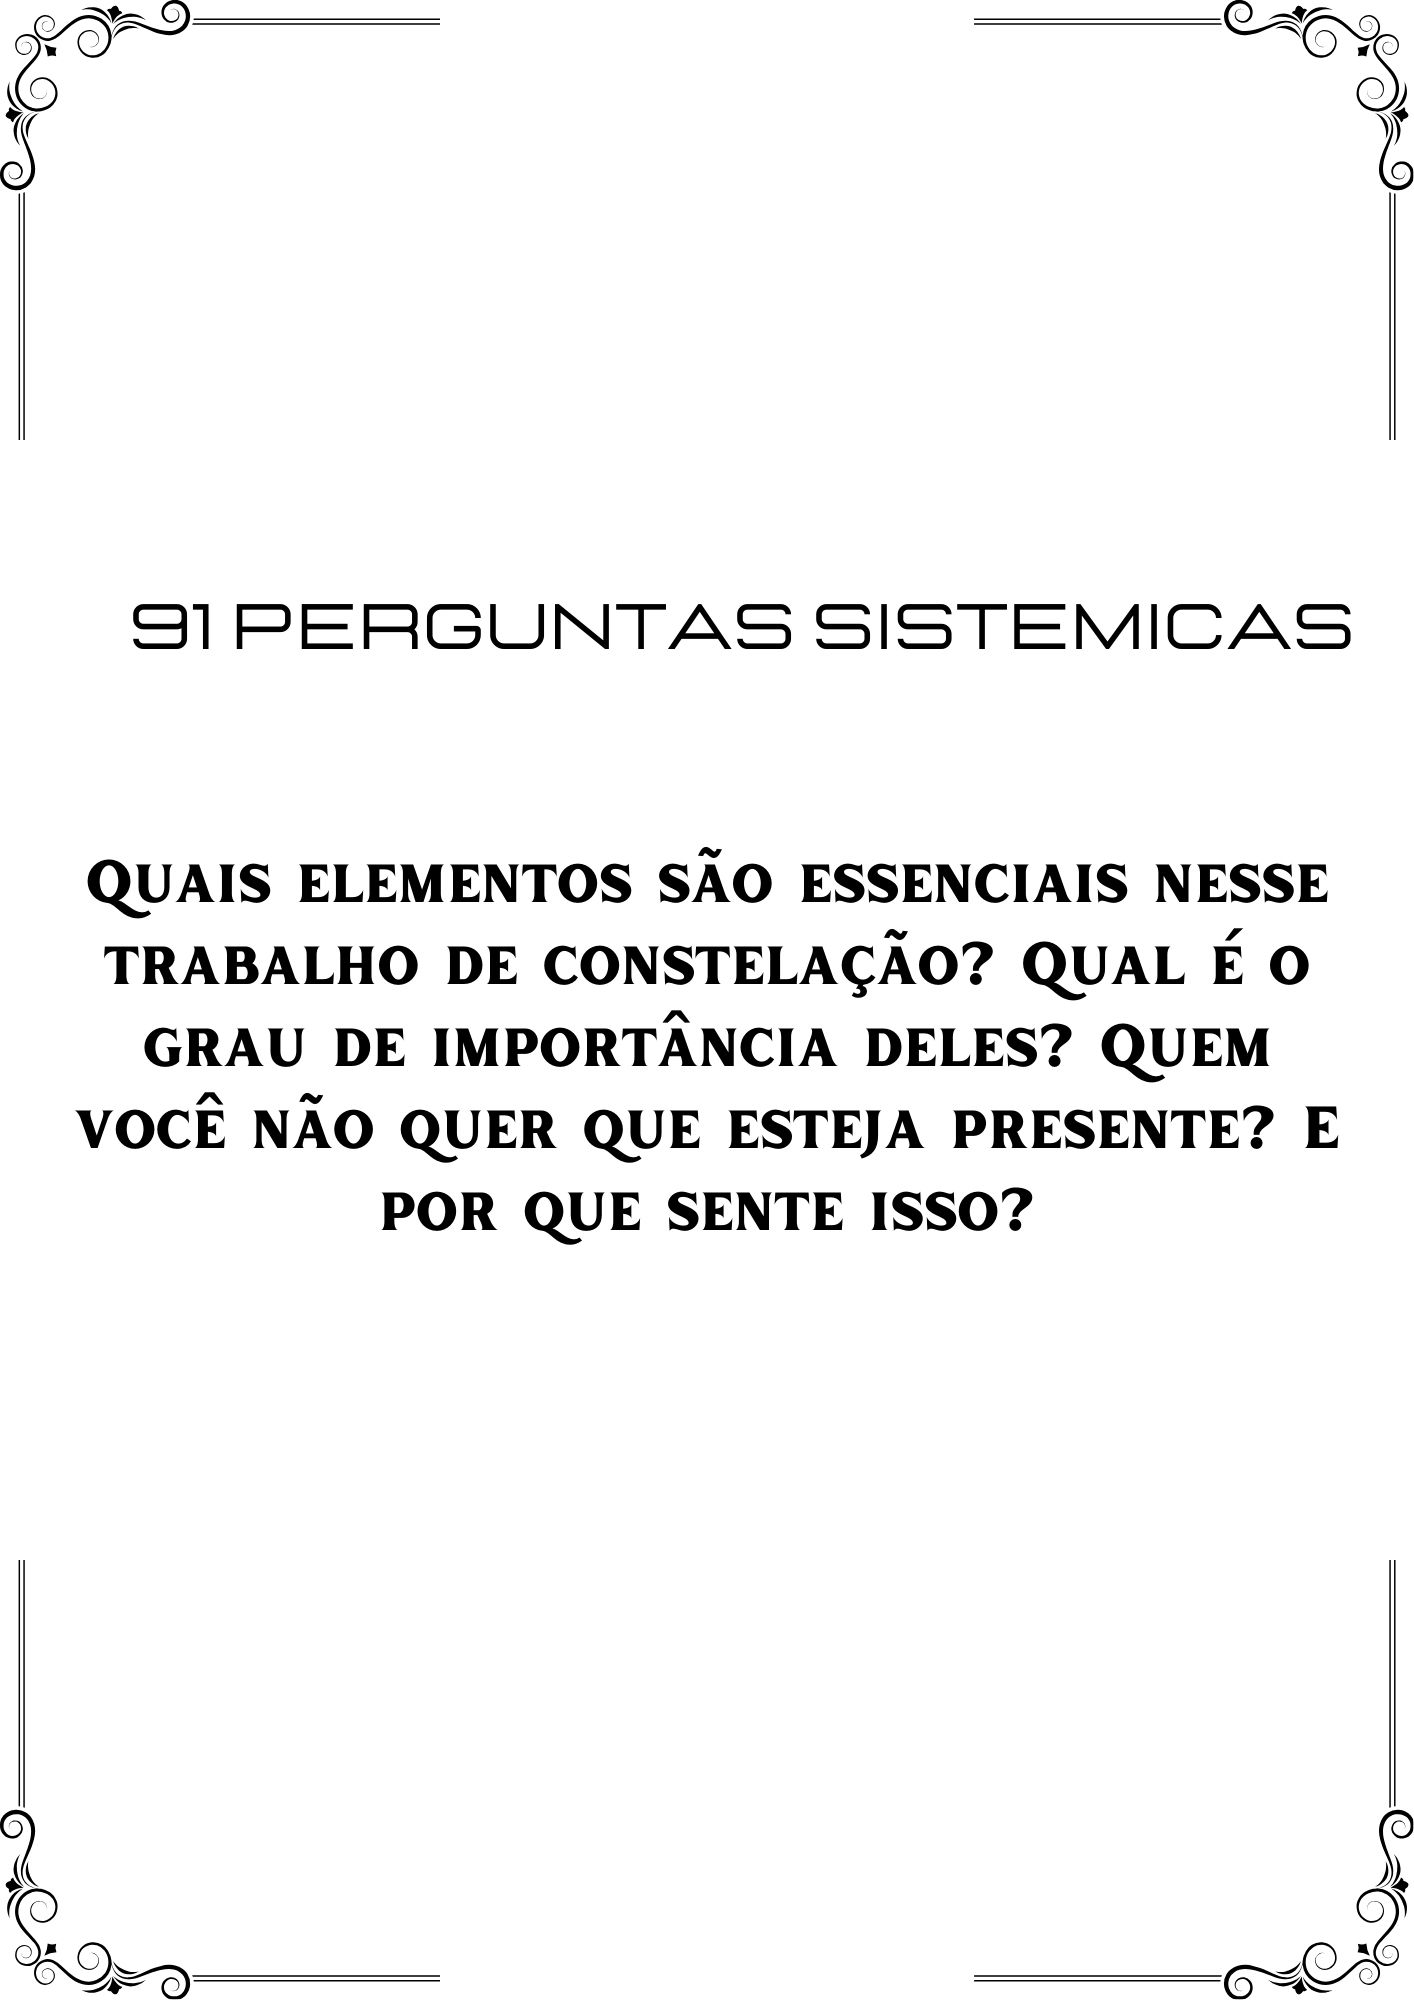 91 PERGUNTAS SISTEMICAS
Quais elementos são essenciais nesse
trabalho de constelação? Qual é o
grau de importância deles? Quem
você não quer que esteja presente? E
por que sente isso?